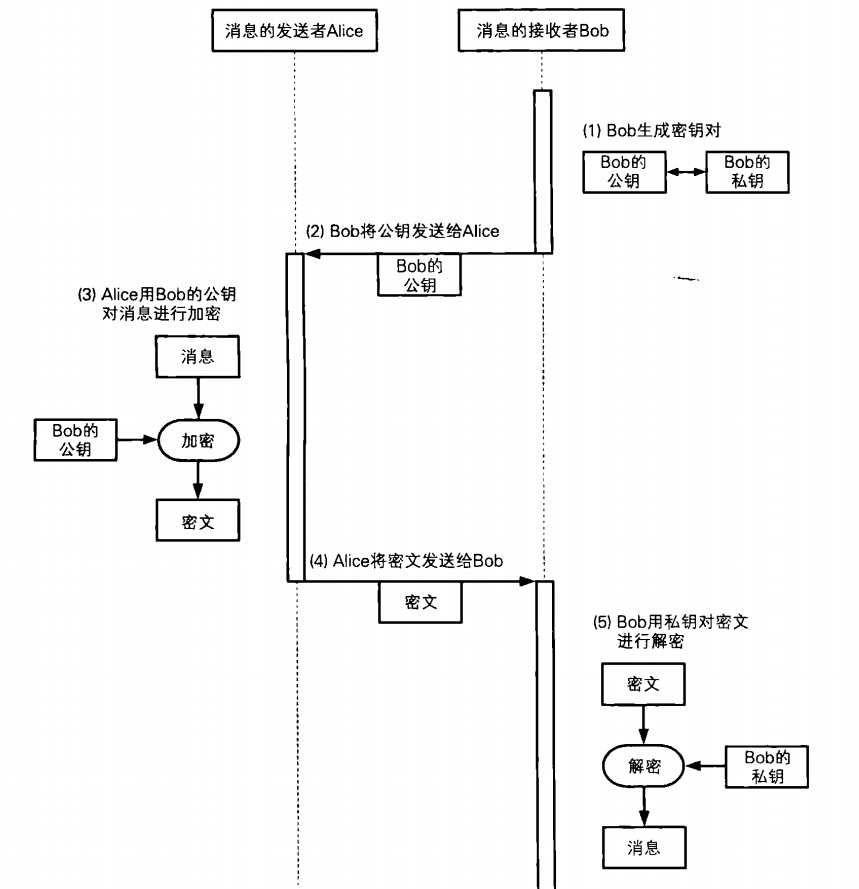 消息的发送者Alice
消息的接收者Bob
(1) Bob生成密钥对
Bob的
公钥
Bob的
私钥
(2) Bob将公钥发送给Alice
Bob的
公钥
(3) Alice用Bob的公钥
对消息进行加密
消息
Bob的
公钥
加密
密文
(4) Alice将密文发送给Bob
密文
(5) Bob用私钥对密文
进行解密
密文
解密
Bob的
私钥
消息